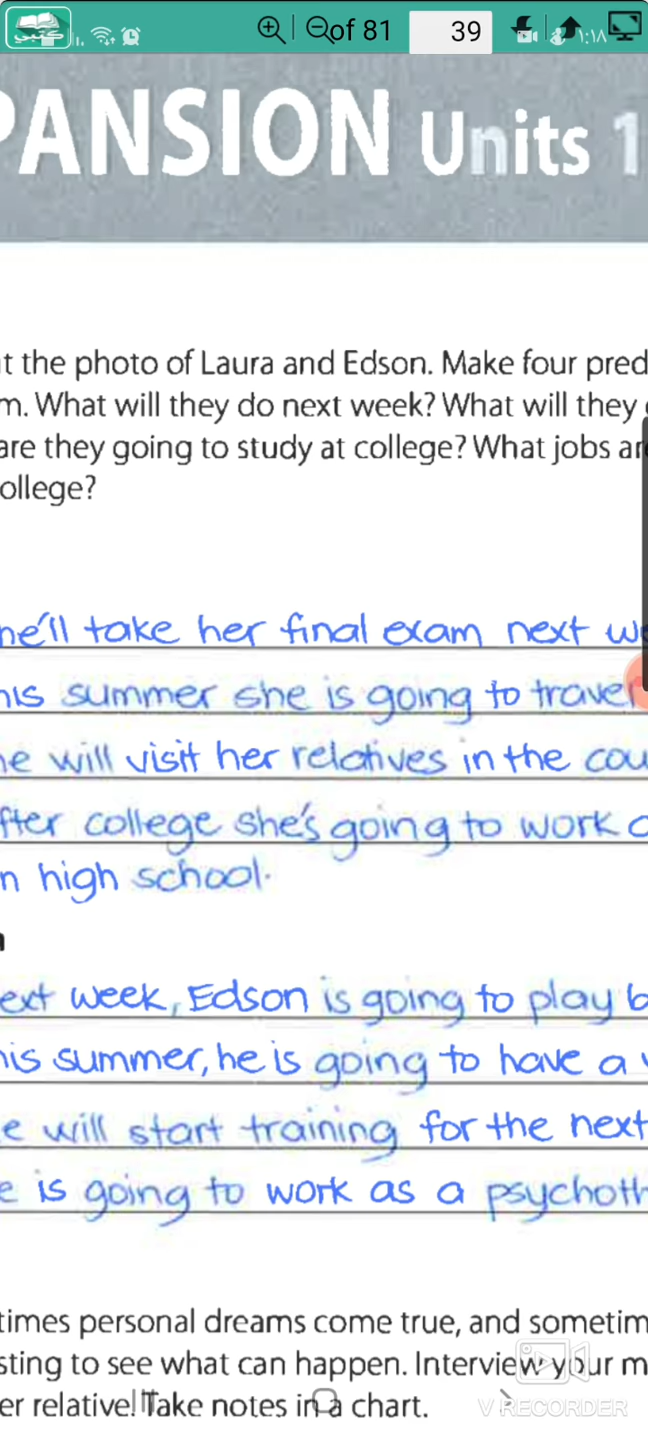 كتبي
of 81 39 ١:١٨
PANSION Units 1
t the photo of Laura and Edson. Make four pred
m. What will they do next week? What will they
are they going to study at college? What jobs ar
ollege?
he'll take her final exam next we
his summer she is going to travel
he will visit her relatives in the cou
fter college she's going to work a
n high school.
ext week, Edson is going to play b
his summer, he is going to have a
e will start training for the next
e is going to work as a psychoth
times personal dreams come true, and sometim
sting to see what can happen. Interview your m
er relative. Take notes in a chart.
V RECORDER